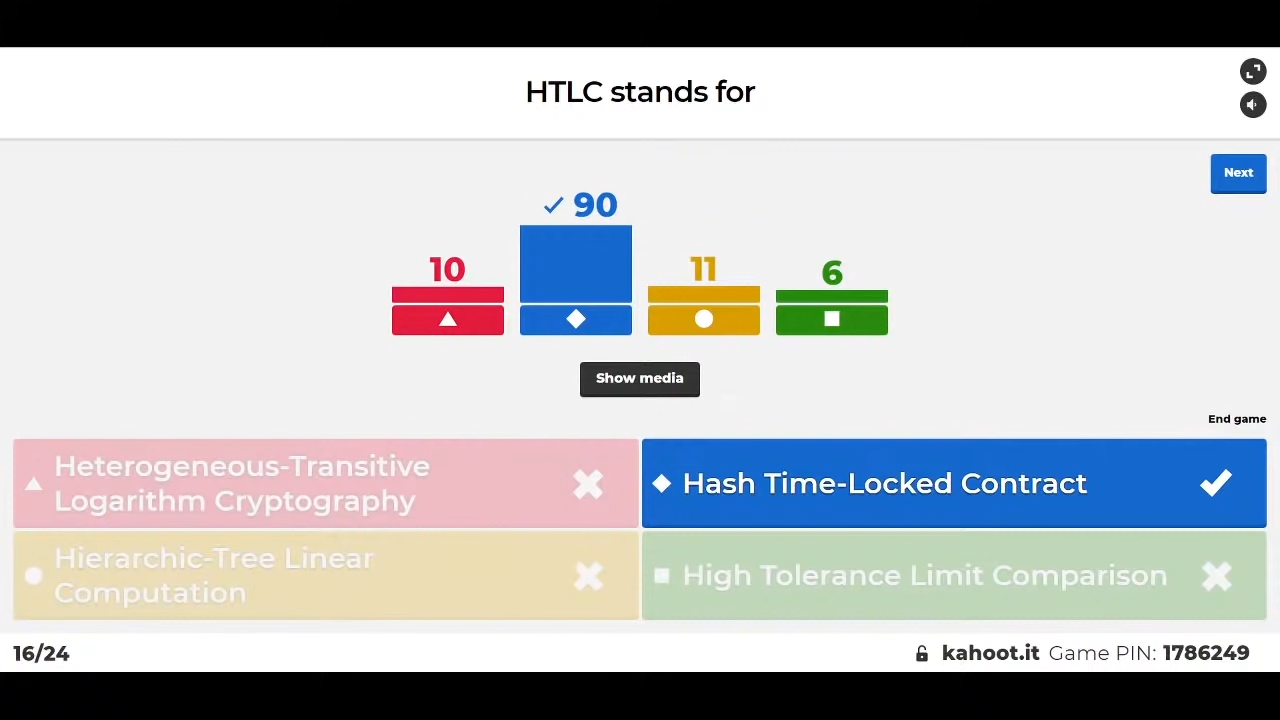 HTLC stands for
Next
90
10
11
6
Show media
End game
Heterogeneous-Transitive
Logarithm Cryptography
Hash Time-Locked Contract
Hierarchic-Tree Linear
Computation
High Tolerance Limit Comparison
16/24
kahoot.it Game PIN: 1786249